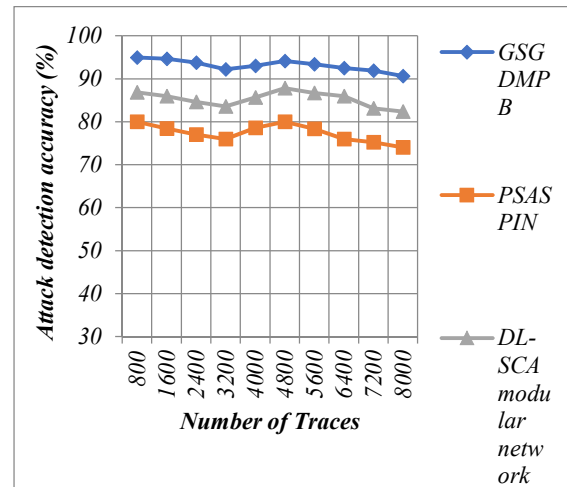 Attack detection accuracy (%)
100
90
80
70
60
50
40
30
800
1600
2400
3200
4000
4800
5600
6400
7200
8000
Number of Traces
GSG
DMP
B
PSAS
PIN
DL-
SCA
modu
lar
netw
ork